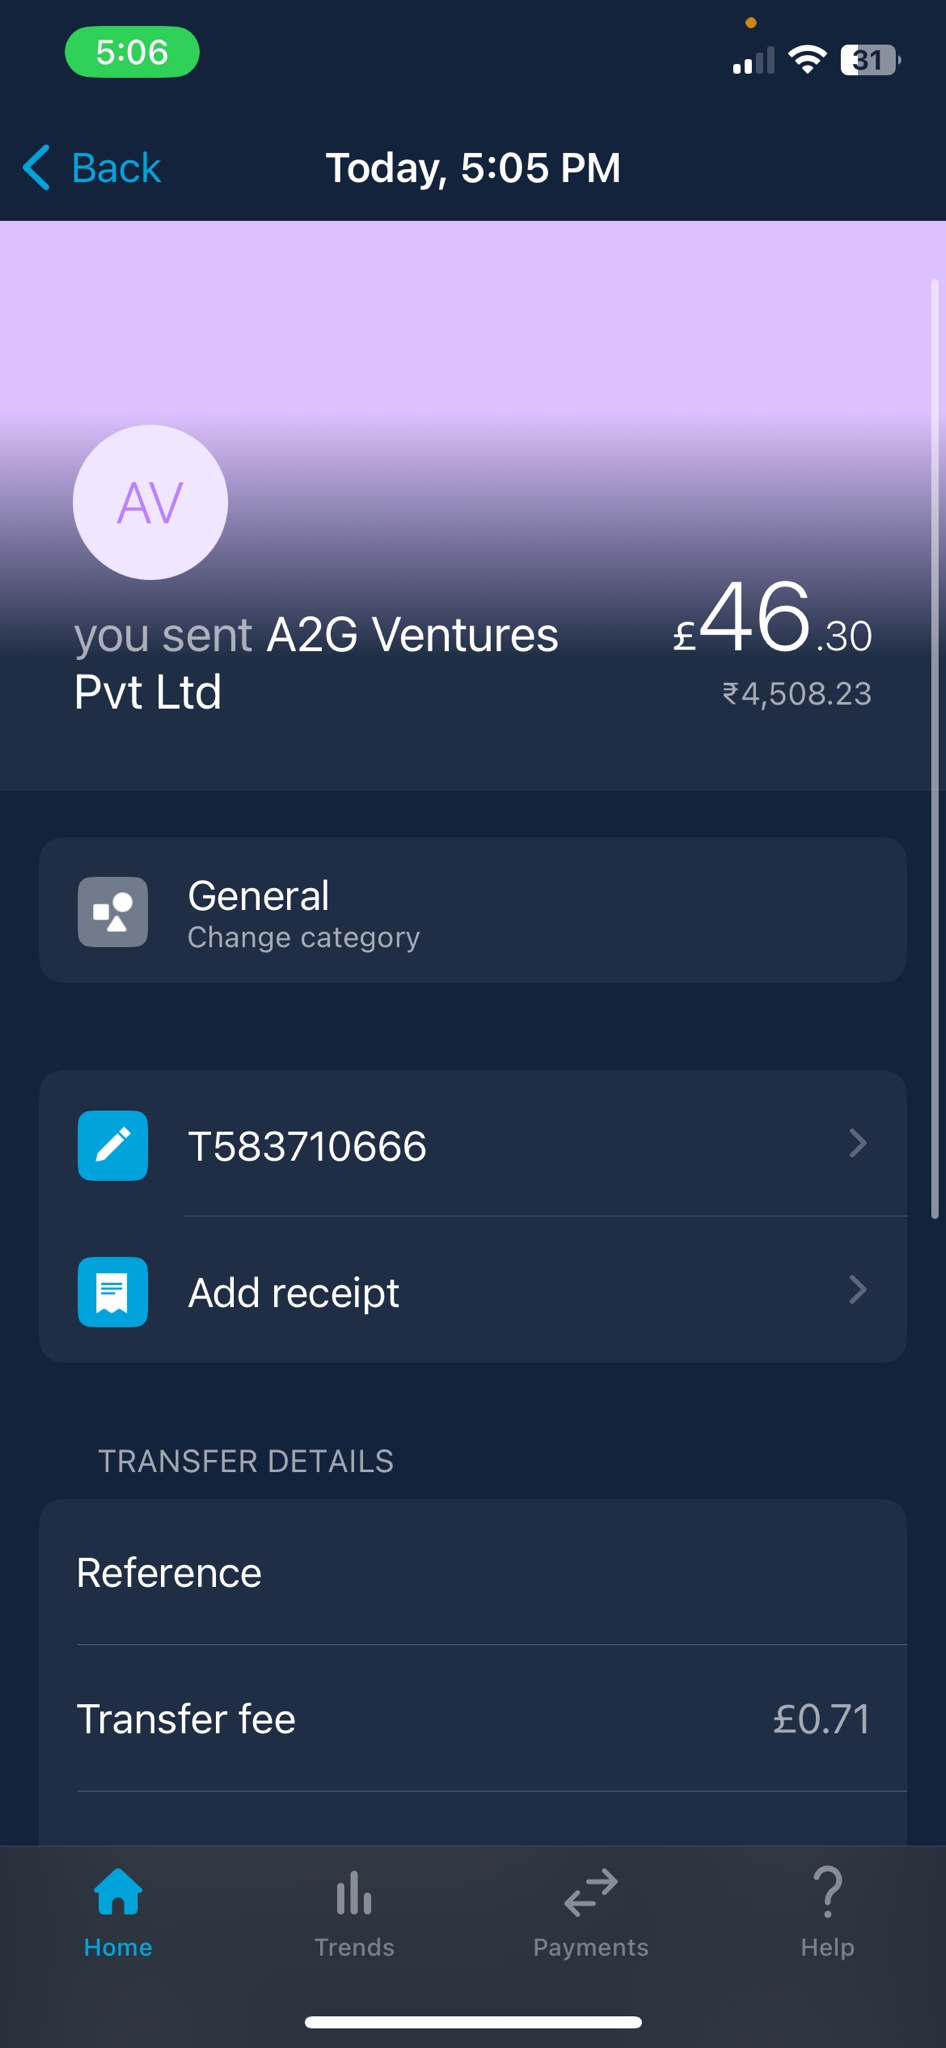 5:06
31
Back
Today, 5:05 PM
AV
you sent A2G Ventures
Pvt Ltd
£46.30
₹4,508.23
General
Change category
T583710666
Add receipt
TRANSFER DETAILS
Reference
Transfer fee
£0.71
Home
Trends
Payments
Help